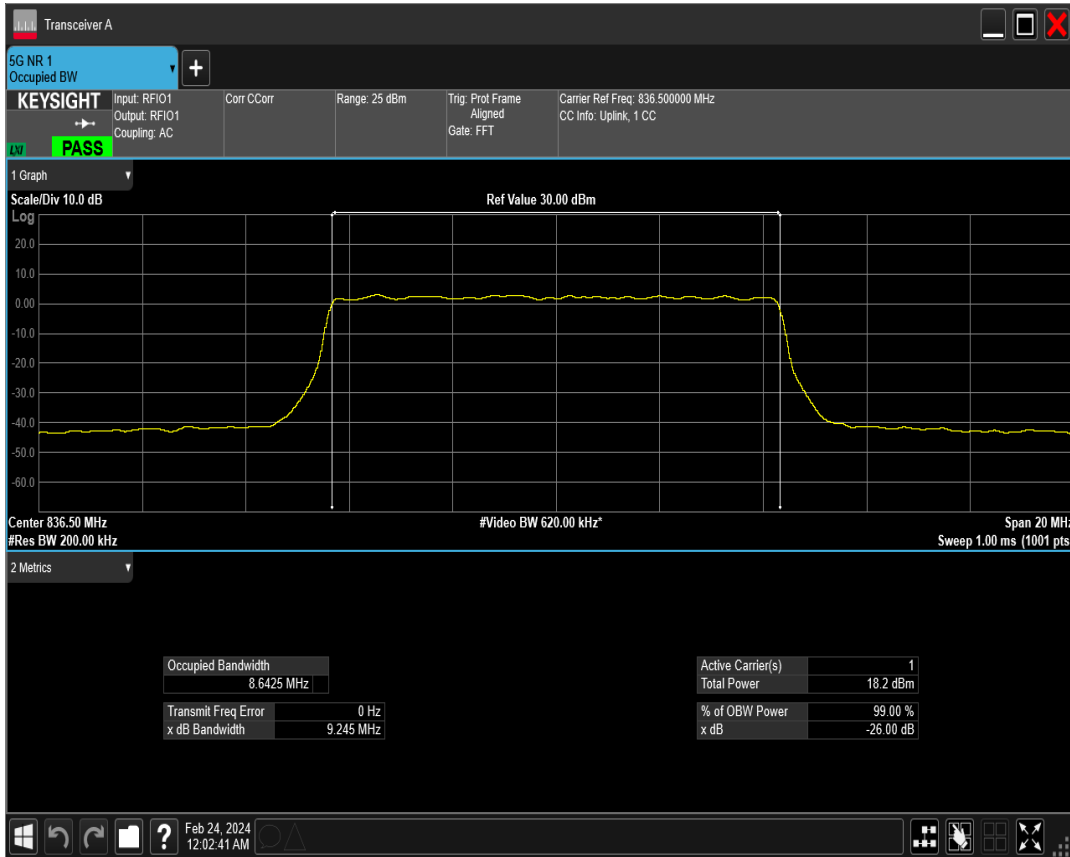 Transceiver A
5G NR 1
Occupied BW
KEYSIGHT
LXI
PASS
Input: RFIO1
Output: RFIO1
Coupling: AC
Corr CCorr
Range: 25 dBm
Trig: Prot Frame
Aligned
Gate: FFT
Carrier Ref Freq: 836.500000 MHz
CC Info: Uplink, 1 CC
1 Graph
Scale/Div 10.0 dB
Ref Value 30.00 dBm
Log
20.0
10.0
0.00
-10.0
-20.0
-30.0
-40.0
-50.0
-60.0
Center 836.50 MHz
#Video BW 620.00 kHz*
Span 20 MHz
#Res BW 200.00 kHz
Sweep 1.00 ms (1001 pts
2 Metrics
Occupied Bandwidth
8.6425 MHz
Transmit Freq Error 0 Hz
x dB Bandwidth 9.245 MHz
Active Carrier(s) 1
Total Power 18.2 dBm
% of OBW Power 99.00 %
x dB -26.00 dB
?
Feb 24, 2024
12:02:41 AM